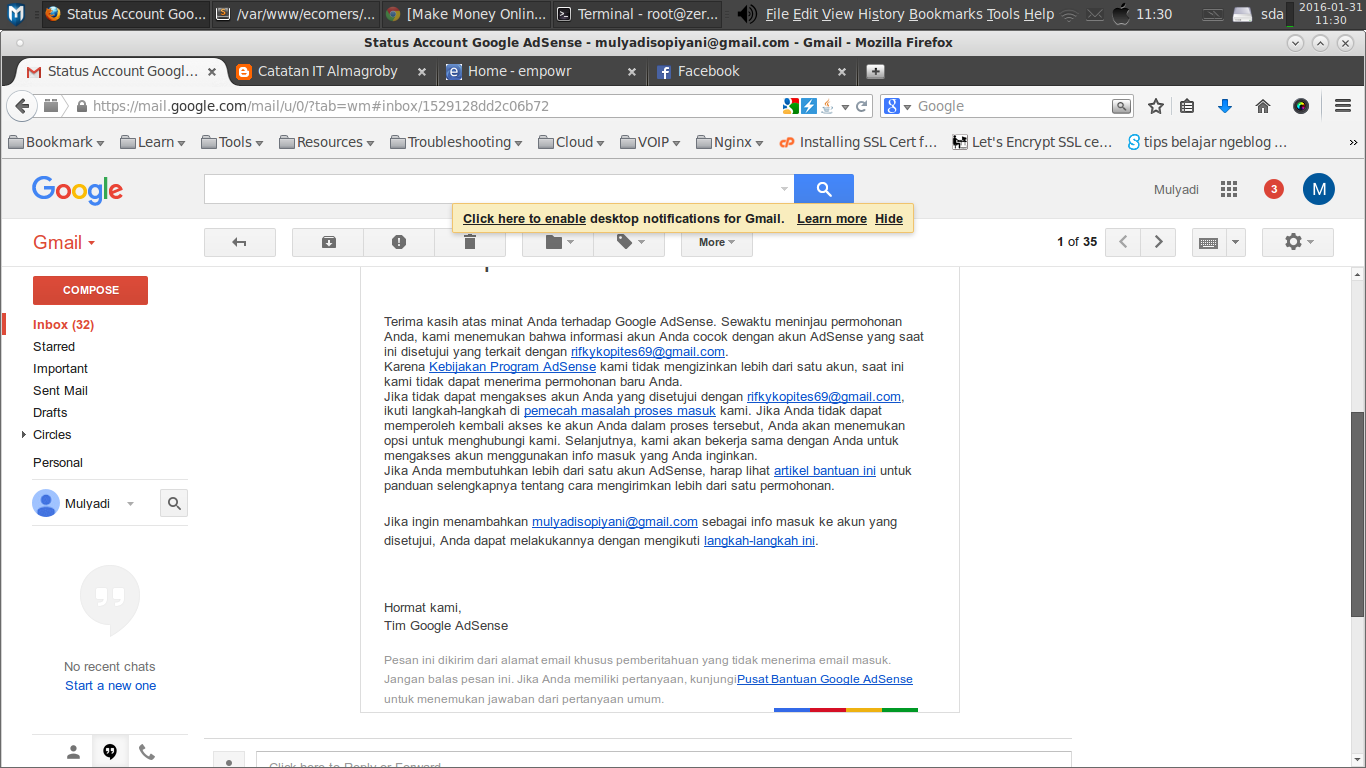 Status Account Goo...
/var/www/ecomers/...
[Make Money Onlin...
Terminal - root@zer...
File Edit View History Bookmarks Tools Help
11:30
sda
2016-01-31
11:30
Status Account Google AdSense - mulyadisopiyani@gmail.com - Gmail - Mozilla Firefox
Status Account Googl...
Catatan IT Almagroby
Home - empowr
Facebook
https://mail.google.com/mail/u/0/?tab=wm#inbox/1529128dd2c06b72
Google
Bookmark
Learn
Tools
Resources
Troubleshooting
Cloud
VOIP
Nginx
Installing SSL Cert f...
Let's Encrypt SSL ce...
tips belajar ngeblog ...
Google
Mulyadi
3
M
Click here to enable desktop notifications for Gmail. Learn more Hide
Gmail
More
1 of 35
COMPOSE
Inbox (32)
Starred
Important
Sent Mail
Drafts
Circles
Personal
Mulyadi
No recent chats
Start a new one
Terima kasih atas minat Anda terhadap Google AdSense. Sewaktu meninjau permohonan
Anda, kami menemukan bahwa informasi akun Anda cocok dengan akun AdSense yang saat
ini disetujui yang terkait dengan rifkykopites69@gmail.com.
Karena Kebijakan Program AdSense kami tidak mengizinkan lebih dari satu akun, saat ini
kami tidak dapat menerima permohonan baru Anda.
Jika tidak dapat mengakses akun Anda yang disetujui dengan rifkykopites69@gmail.com,
ikuti langkah-langkah di pemecah masalah proses masuk kami. Jika Anda tidak dapat
memperoleh kembali akses ke akun Anda dalam proses tersebut, Anda akan menemukan
opsi untuk menghubungi kami. Selanjutnya, kami akan bekerja sama dengan Anda untuk
mengakses akun menggunakan info masuk yang Anda inginkan.
Jika Anda membutuhkan lebih dari satu akun AdSense, harap lihat artikel bantuan ini untuk
panduan selengkapnya tentang cara mengirimkan lebih dari satu permohonan.
Jika ingin menambahkan mulyadisopiyani@gmail.com sebagai info masuk ke akun yang
disetujui, Anda dapat melakukannya dengan mengikuti langkah-langkah ini.
Hormat kami,
Tim Google AdSense
Pesan ini dikirim dari alamat email khusus pemberitahuan yang tidak menerima email masuk.
Jangan balas pesan ini. Jika Anda memiliki pertanyaan, kunjungiPusat Bantuan Google AdSense
untuk menemukan jawaban dari pertanyaan umum.
Click here to Reply or Forward